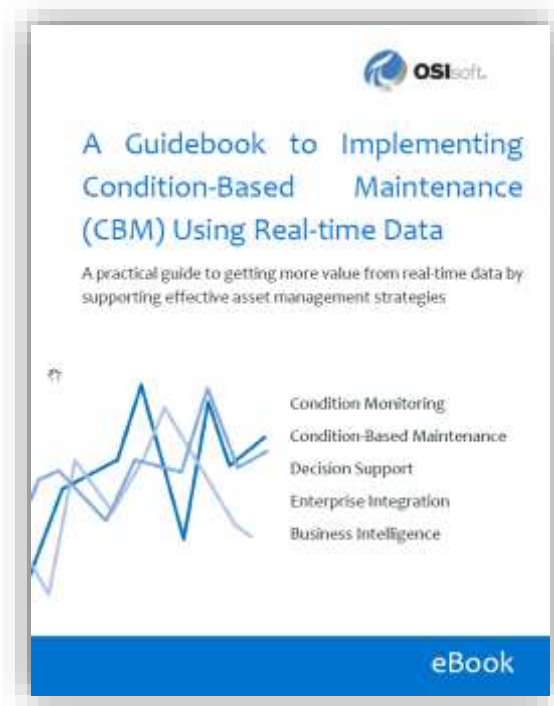 OSIsoft.
A Guidebook to Implementing
Condition-Based Maintenance
(CBM) Using Real-time Data
A practical guide to getting more value from real-time data by
supporting effective asset management strategies
Condition Monitoring
Condition-Based Maintenance
Decision Support
Enterprise Integration
Business Intelligence
eBook